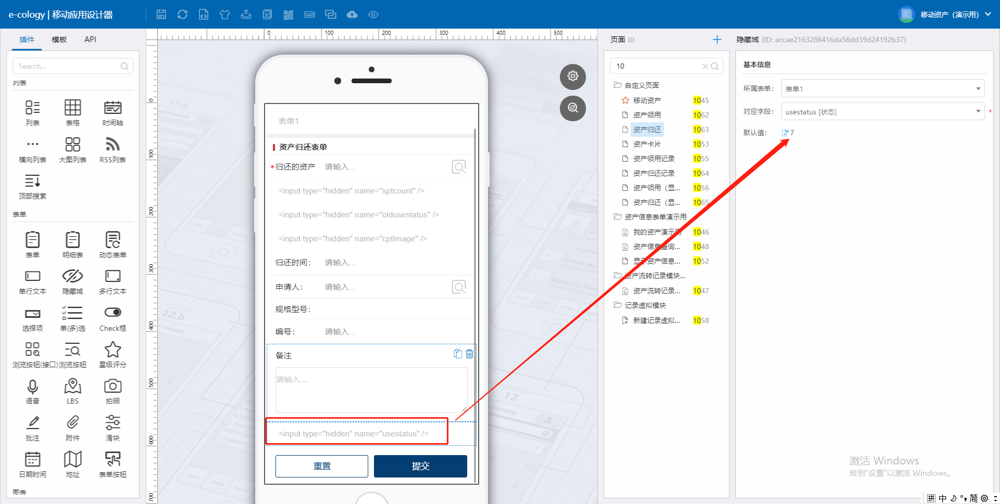 e-cology | 移动应用设计器
移动资产（演示用）
插件
模板
API
Search...
列表
列表
表格
时间轴
横向列表
大图列表
RSS列表
顶部搜索
表单
表单
明细表
动态表单
单行文本
隐藏域
多行文本
选择项
单(多)选
Check框
浏览按钮(接口)
浏览按钮
星级评分
语音
LBS
拍照
批注
附件
滑块
日期时间
地址
表单按钮
图表
0
100
200
300
400
500
0
100
200
300
400
500
600
700
表单1
资产归还表单
*归还的资产
请输入...
<input type="hidden" name="sptcount" />
<input type="hidden" name="oldusestatus" />
<input type="hidden" name="cptImage" />
归还时间：
请输入...
申请人：
请输入...
规格型号：
编号：
请输入...
备注
请输入...
<input type="hidden" name="usestatus" />
重置
提交
页面 ID
10
自定义页面
移动资产 1045
资产领用 1062
资产归还 1063
资产卡片 1053
资产领用记录 1055
资产归还记录 1064
资产领用（显... 1056
资产归还（显... 1065
资产信息表单演示用
我的资产演示用 1046
资产信息查询... 1048
显示资产信息... 1052
资产流转记录模块...
资产流转记录... 1047
记录虚拟模块
新建记录虚拟... 1058
隐藏域 (ID: accae2163286416da56dd39d24192b37)
基本信息
所属表单：
表单1
对应字段：
usestatus [状态]
*
默认值：
7
激活 Windows
转到“设置”以激活 Windows。
拼 中 简